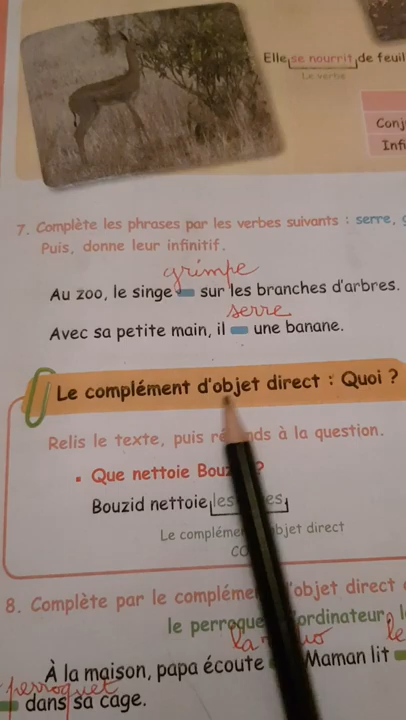 Elle se nourrit de feuil
Le verbe
Conj
Infi
7. Complète les phrases par les verbes suivants : serre, g
Puis, donne leur infinitif.
grimpe
Au zoo, le singe sur les branches d'arbres.
serre
Avec sa petite main, il une banane.
Le complément d'objet direct : Quoi ?
Relis le texte, puis ré nds à la question.
• Que nettoie Bouz ?
Bouzid nettoie les es
Le compléme objet direct
CO
8. Complète par le compléme d'objet direct
le perroque ordinateur, l
la le
À la maison, papa écoute Maman lit
perroquet
dans sa cage.